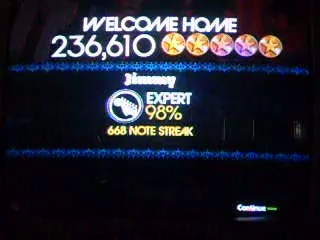 WELCOME HOME
236,610
Jimmy
EXPERT
98%
668 NOTE STREAK
Continue